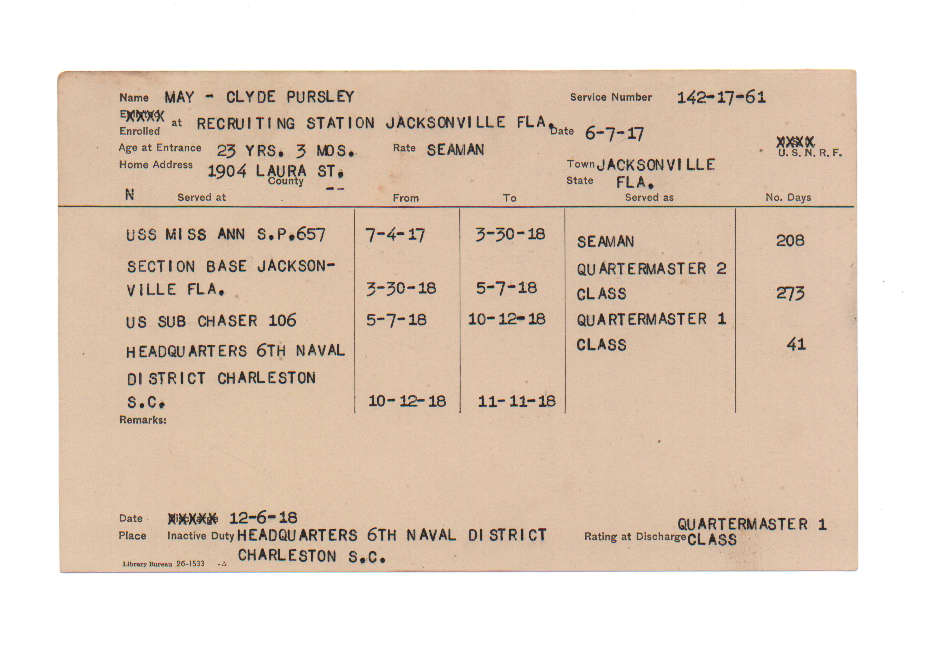 Name MAY - CLYDE PURSLEY Service Number 142-17-61
Enrolled at RECRUITING STATION JACKSONVILLE FLA. Date 6-7-17
Age at Entrance 23 YRS. 3 MOS. Rate SEAMAN XXXX U. S. N. R. F.
Home Address 1904 LAURA ST. Town JACKSONVILLE
County -- State FLA.
N Served at From To Served as No. Days
USS MISS ANN S.P.657 7-4-17 3-30-18 SEAMAN 208
SECTION BASE JACKSON- QUARTERMASTER 2
VILLE FLA. 3-30-18 5-7-18 CLASS 273
US SUB CHASER 106 5-7-18 10-12-18 QUARTERMASTER 1
HEADQUARTERS 6TH NAVAL CLASS 41
DISTRICT CHARLESTON
S.C. 10-12-18 11-11-18
Remarks:
Date 12-6-18
Place Inactive Duty HEADQUARTERS 6TH NAVAL DISTRICT Rating at Discharge QUARTERMASTER 1
CHARLESTON S.C. CLASS
Library Bureau 26-1533